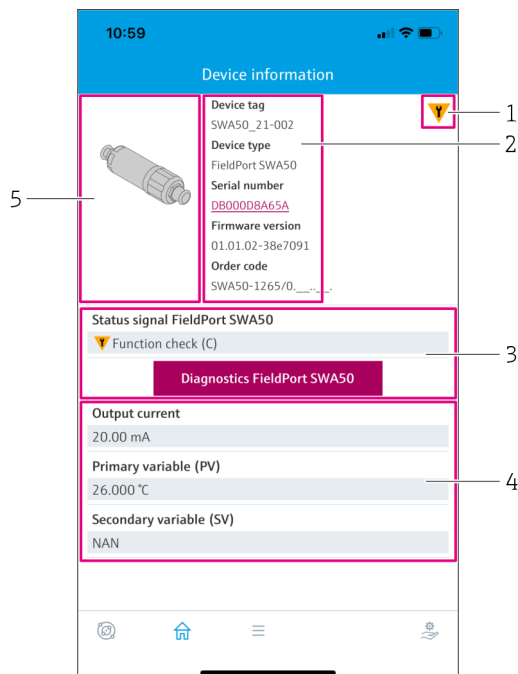 10:59
Device information
Device tag
SWA50_21-002
Device type
FieldPort SWA50
Serial number
DB000D8A65A
Firmware version
01.01.02-38e7091
Order code
SWA50-1265/0.__..__.
Status signal FieldPort SWA50
Function check (C)
Diagnostics FieldPort SWA50
Output current
20.00 mA
Primary variable (PV)
26.000 °C
Secondary variable (SV)
NAN
1
2
3
4
5